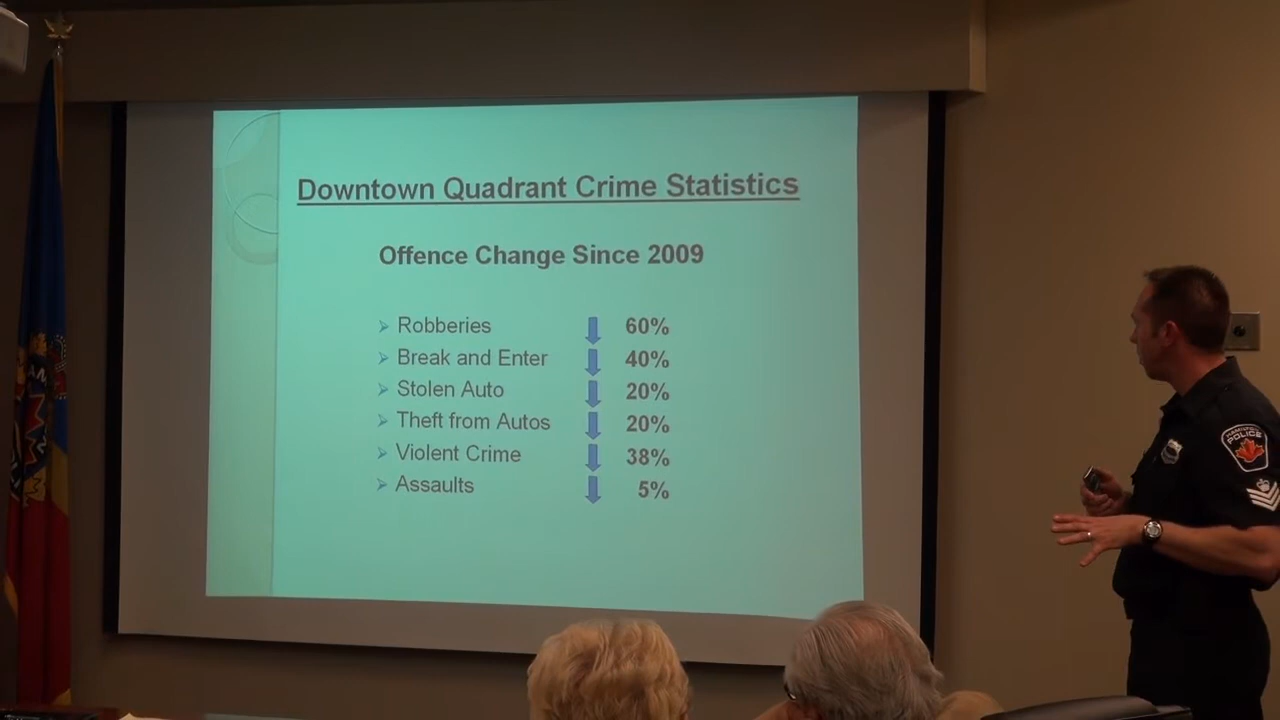 Downtown Quadrant Crime Statistics
Offence Change Since 2009
Robberies 60%
Break and Enter 40%
Stolen Auto 20%
Theft from Autos 20%
Violent Crime 38%
Assaults 5%
HAMILTON
POLICE